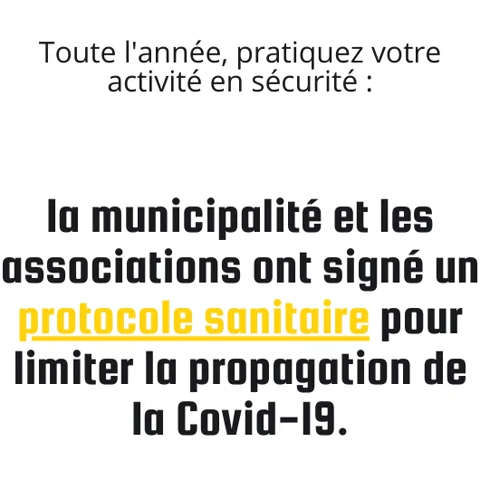 Toute l'année, pratiquez votre
activité en sécurité :
la municipalité et les
associations ont signé un
protocole sanitaire pour
limiter la propagation de
la Covid-19.